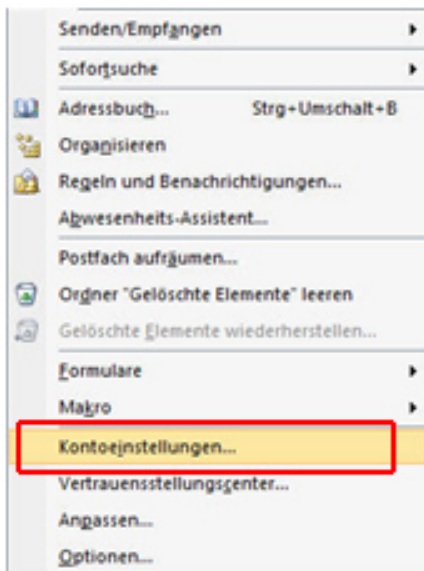 Senden/Empfangen
Sofortsuche
Adressbuch... Strg+Umschalt+B
Organisieren
Regeln und Benachrichtigungen...
Abwesenheits-Assistent...
Postfach aufräumen...
Ordner "Gelöschte Elemente" leeren
Gelöschte Elemente wiederherstellen...
Formulare
Makro
Kontoeinstellungen...
Vertrauensstellungscenter...
Anpassen...
Optionen...